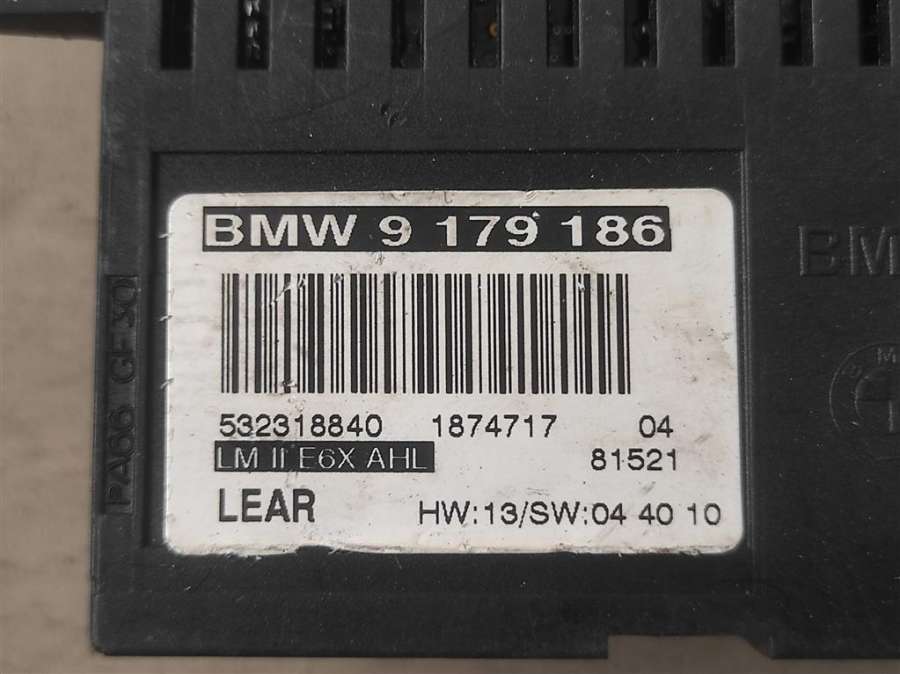 BMW 9 179 186
532318840 1874717 04
LM II E6X AHL 81521
LEAR HW:13/SW:04 40 10
PA66 GF30
BM